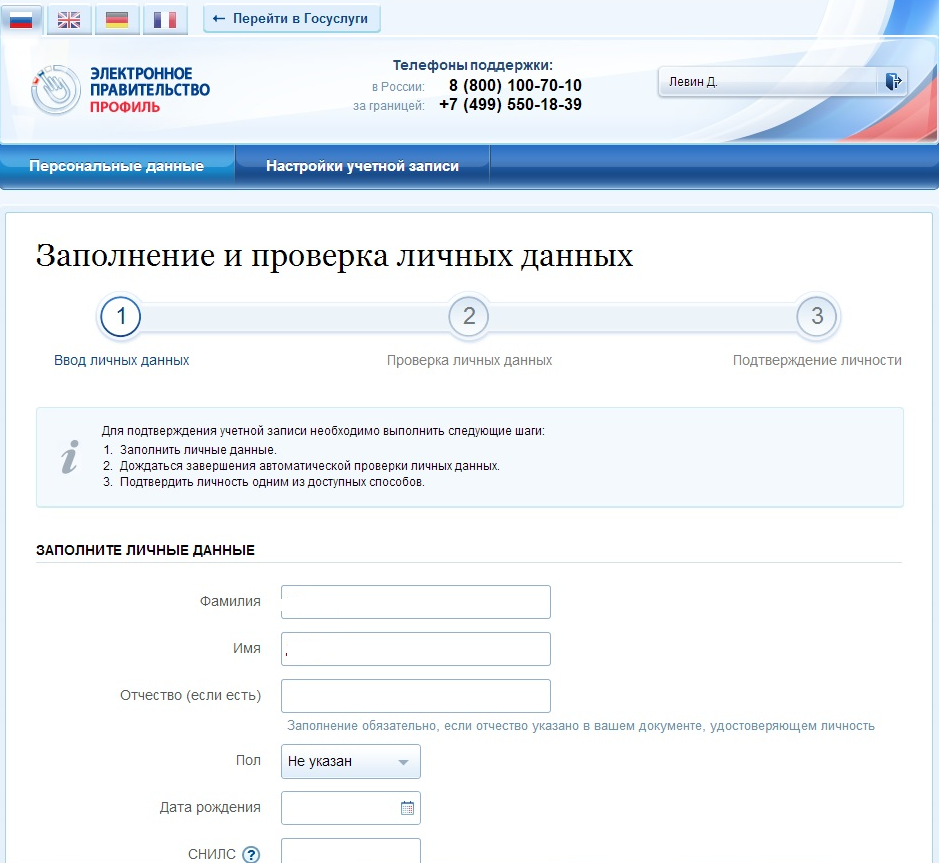 ← Перейти в Госуслуги
ЭЛЕКТРОННОЕ
ПРАВИТЕЛЬСТВО
ПРОФИЛЬ
Телефоны поддержки:
в России: 8 (800) 100-70-10
за границей: +7 (499) 550-18-39
Левин Д.
Персональные данные
Настройки учетной записи
Заполнение и проверка личных данных
1 2 3
Ввод личных данных Проверка личных данных Подтверждение личности
i
Для подтверждения учетной записи необходимо выполнить следующие шаги:
1. Заполнить личные данные.
2. Дождаться завершения автоматической проверки личных данных.
3. Подтвердить личность одним из доступных способов.
ЗАПОЛНИТЕ ЛИЧНЫЕ ДАННЫЕ
Фамилия
Имя
Отчество (если есть)
Заполнение обязательно, если отчество указано в вашем документе, удостоверяющем личность
Пол Не указан
Дата рождения
СНИЛС ?